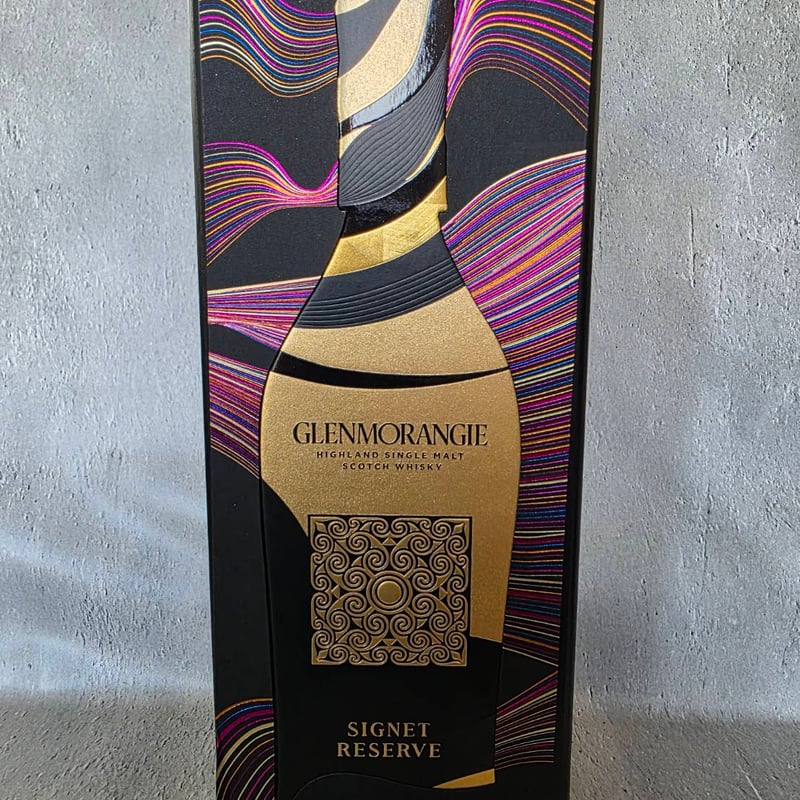 GLENMORANGIE
HIGHLAND SINGLE MALT
SCOTCH WHISKY
SIGNET
RESERVE